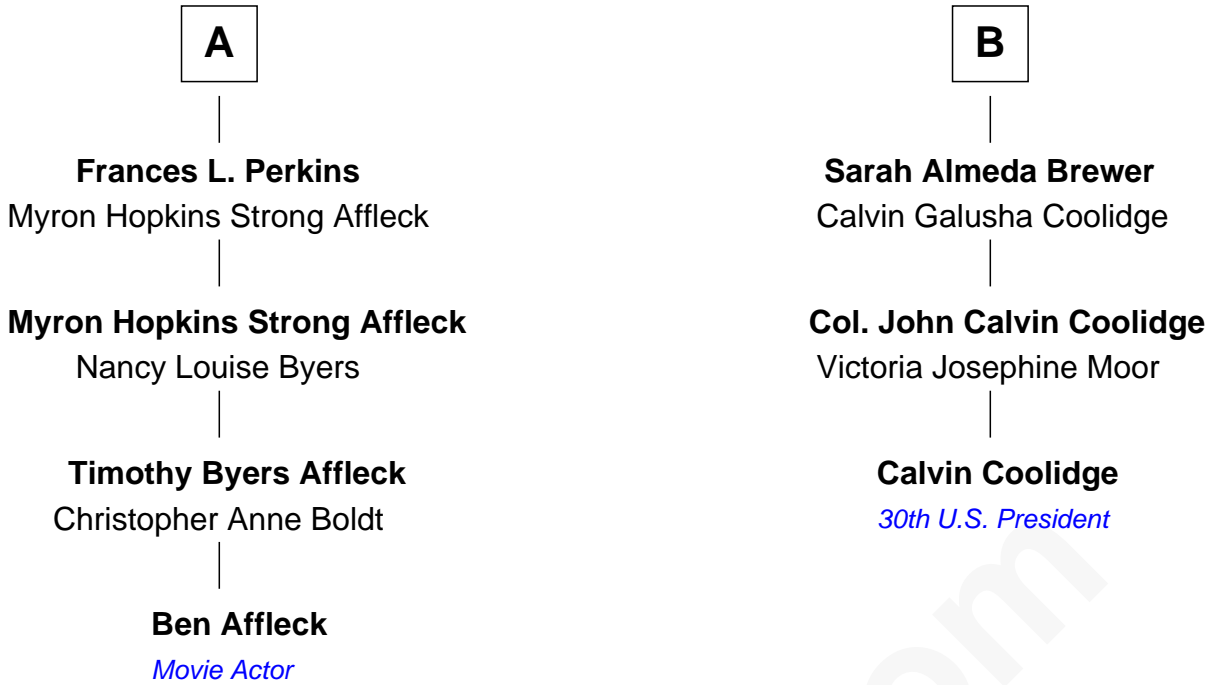 A
Frances L. Perkins
Myron Hopkins Strong Affleck
Myron Hopkins Strong Affleck
Nancy Louise Byers
Timothy Byers Affleck
Christopher Anne Boldt
Ben Affleck
Movie Actor
B
Sarah Almeda Brewer
Calvin Galusha Coolidge
Col. John Calvin Coolidge
Victoria Josephine Moor
Calvin Coolidge
30th U.S. President
om